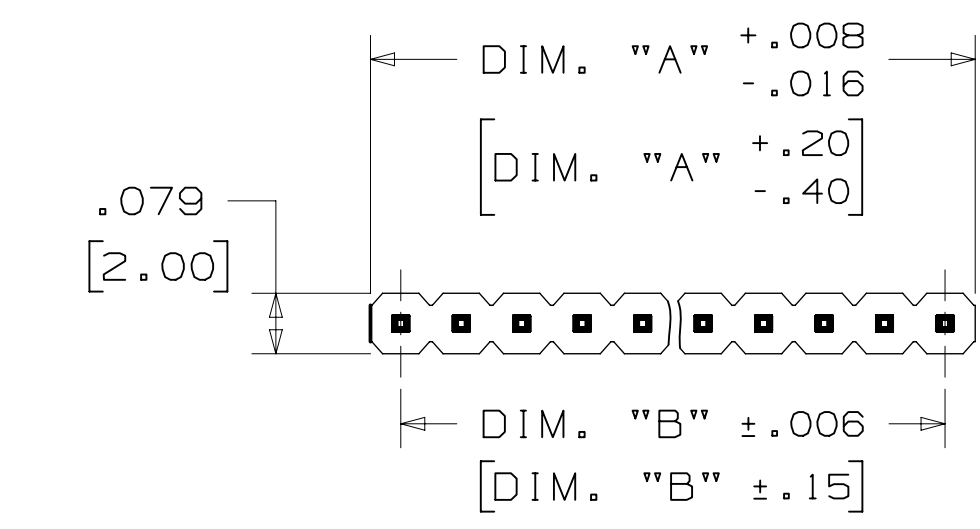 DIM. "A" +.008
-.016
[DIM. "A" +.20
-.40]
.079
[2.00]
DIM. "B" ±.006
[DIM. "B" ±.15]